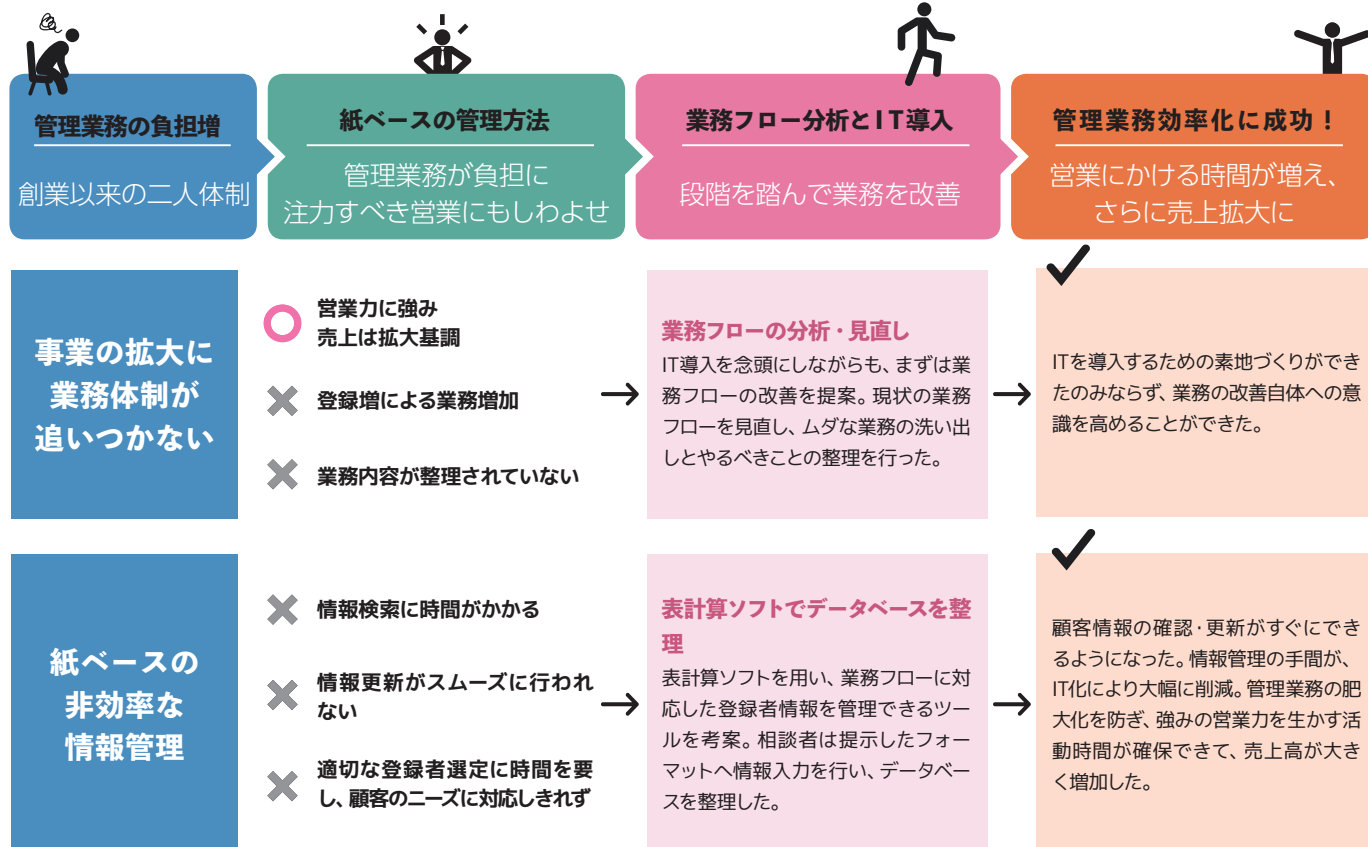 管理業務の負担増
創業以来の二人体制
紙ベースの管理方法
管理業務が負担に
注力すべき営業にもしわよせ
業務フロー分析とIT導入
段階を踏んで業務を改善
管理業務効率化に成功！
営業にかける時間が増え、
さらに売上拡大に
事業の拡大に
業務体制が
追いつかない
営業力に強み
売上は拡大基調
登録増による業務増加
業務内容が整理されていない
業務フローの分析・見直し
IT導入を念頭にしながらも、まずは業
務フローの改善を提案。現状の業務
フローを見直し、ムダな業務の洗い出
しとやるべきことの整理を行った。
ITを導入するための素地づくりができ
たのみならず、業務の改善自体への意
識を高めることができた。
紙ベースの
非効率な
情報管理
情報検索に時間がかかる
情報更新がスムーズに行われ
ない
適切な登録者選定に時間を要
し、顧客のニーズに対応しきれず
表計算ソフトでデータベースを整
理
表計算ソフトを用い、業務フローに対
応した登録者情報を管理できるツー
ルを考案。相談者は提示したフォー
マットへ情報入力を行い、データベー
スを整理した。
顧客情報の確認・更新がすぐにでき
るようになった。情報管理の手間が、
IT化により大幅に削減。管理業務の肥
大化を防ぎ、強みの営業力を生かす活
動時間が確保できて、売上高が大き
く増加した。